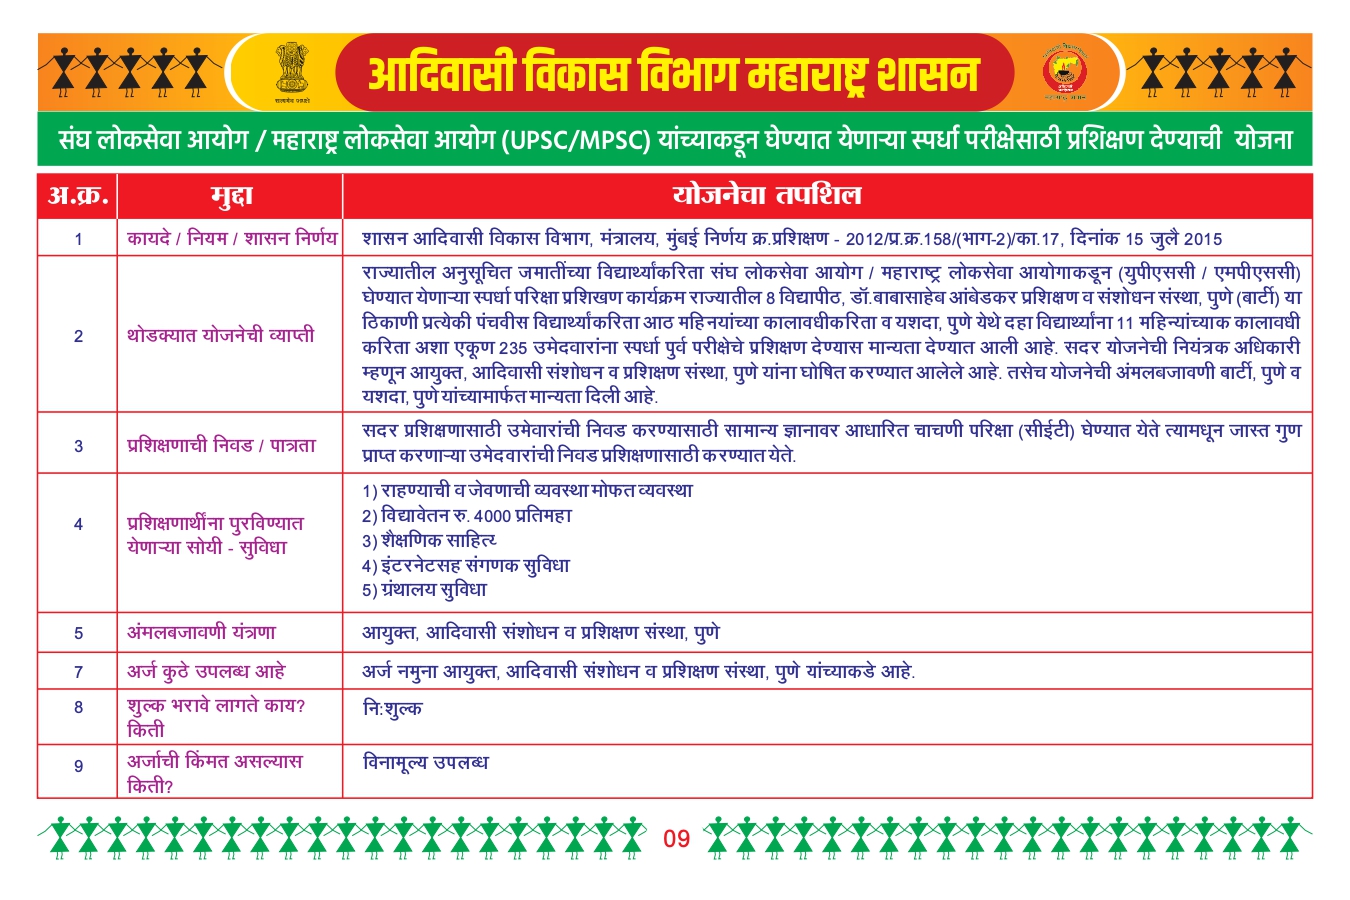 सत्यमेव जयते
आदिवासी विकास विभाग महाराष्ट्र शासन
संघ लोकसेवा आयोग / महाराष्ट्र लोकसेवा आयोग (UPSC/MPSC) यांच्याकडून घेण्यात येणाऱ्या स्पर्धा परीक्षेसाठी प्रशिक्षण देण्याची योजना
अ.क्र. मुद्दा योजनेचा तपशिल
1 कायदे / नियम / शासन निर्णय शासन आदिवासी विकास विभाग, मंत्रालय, मुंबई निर्णय क्र.प्रशिक्षण - 2012/प्र.क्र.158/(भाग-2)/का.17, दिनांक 15 जुलै 2015
2 थोडक्यात योजनेची व्याप्ती
राज्यातील अनुसूचित जमातींच्या विद्यार्थ्यांकरिता संघ लोकसेवा आयोग / महाराष्ट्र लोकसेवा आयोगाकडून (युपीएससी / एमपीएससी)
घेण्यात येणाऱ्या स्पर्धा परिक्षा प्रशिखण कार्यक्रम राज्यातील 8 विद्यापीठ, डॉ.बाबासाहेब आंबेडकर प्रशिक्षण व संशोधन संस्था, पुणे (बार्टी) या
ठिकाणी प्रत्येकी पंचवीस विद्यार्थ्यांकरिता आठ महिनयांच्या कालावधीकरिता व यशदा, पुणे येथे दहा विद्यार्थ्यांना 11 महिन्यांच्याक कालावधी
करिता अशा एकूण 235 उमेदवारांना स्पर्धा पुर्व परीक्षेचे प्रशिक्षण देण्यास मान्यता देण्यात आली आहे. सदर योजनेची नियंत्रक अधिकारी
म्हणून आयुक्त, आदिवासी संशोधन व प्रशिक्षण संस्था, पुणे यांना घोषित करण्यात आलेले आहे. तसेच योजनेची अंमलबजावणी बार्टी, पुणे व
यशदा, पुणे यांच्यामार्फत मान्यता दिली आहे.
3 प्रशिक्षणाची निवड / पात्रता
सदर प्रशिक्षणासाठी उमेवारांची निवड करण्यासाठी सामान्य ज्ञानावर आधारित चाचणी परिक्षा (सीईटी) घेण्यात येते त्यामधून जास्त गुण
प्राप्त करणाऱ्या उमेदवारांची निवड प्रशिक्षणासाठी करण्यात येते.
4 प्रशिक्षणार्थींना पुरविण्यात
येणाऱ्या सोयी - सुविधा
1) राहण्याची व जेवणाची व्यवस्था मोफत व्यवस्था
2) विद्यावेतन रु. 4000 प्रतिमहा
3) शैक्षणिक साहित्य्
4) इंटरनेटसह संगणक सुविधा
5) ग्रंथालय सुविधा
5 अंमलबजावणी यंत्रणा आयुक्त, आदिवासी संशोधन व प्रशिक्षण संस्था, पुणे
7 अर्ज कुठे उपलब्ध आहे अर्ज नमुना आयुक्त, आदिवासी संशोधन व प्रशिक्षण संस्था, पुणे यांच्याकडे आहे.
8 शुल्क भरावे लागते काय?
किती
नि:शुल्क
9 अर्जाची किंमत असल्यास
किती?
विनामूल्य उपलब्ध
09